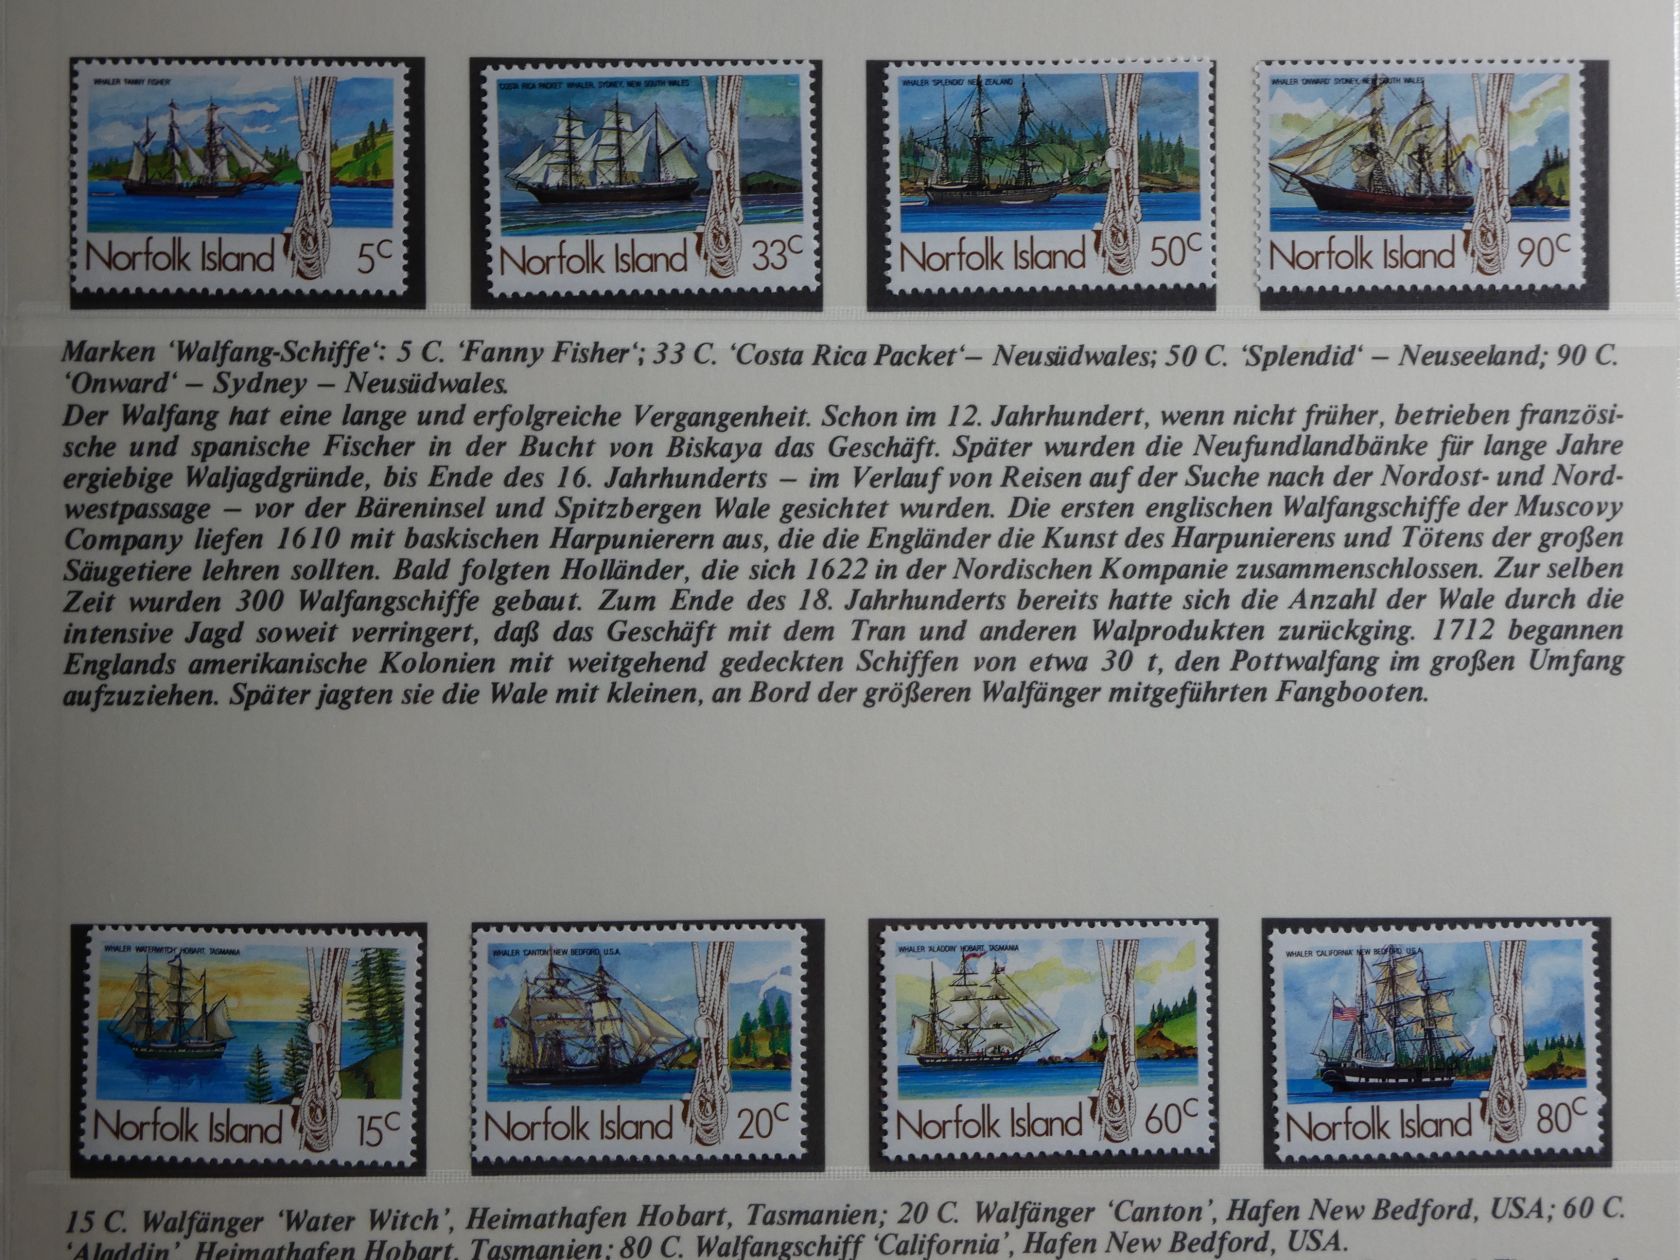 WHALER 'FANNY FISHER'
Norfolk Island 5c
'COSTA RICA PACKET' WHALER, SYDNEY, NEW SOUTH WALES
Norfolk Island 33c
WHALER 'SPLENDID' NEW ZEALAND
Norfolk Island 50c
WHALER 'ONWARD' SYDNEY, NEW SOUTH WALES
Norfolk Island 90c
Marken ‘Walfang-Schiffe‘: 5 C. ‘Fanny Fisher‘; 33 C. ‘Costa Rica Packet‘– Neusüdwales; 50 C. ‘Splendid‘ – Neuseeland; 90 C.
‘Onward‘ – Sydney – Neusüdwales.
Der Walfang hat eine lange und erfolgreiche Vergangenheit. Schon im 12. Jahrhundert, wenn nicht früher, betrieben französi-
sche und spanische Fischer in der Bucht von Biskaya das Geschäft. Später wurden die Neufundlandbänke für lange Jahre
ergiebige Waljagdgründe, bis Ende des 16. Jahrhunderts – im Verlauf von Reisen auf der Suche nach der Nordost- und Nord-
westpassage – vor der Bäreninsel und Spitzbergen Wale gesichtet wurden. Die ersten englischen Walfangschiffe der Muscovy
Company liefen 1610 mit baskischen Harpunierern aus, die die Engländer die Kunst des Harpunierens und Tötens der großen
Säugetiere lehren sollten. Bald folgten Holländer, die sich 1622 in der Nordischen Kompanie zusammenschlossen. Zur selben
Zeit wurden 300 Walfangschiffe gebaut. Zum Ende des 18. Jahrhunderts bereits hatte sich die Anzahl der Wale durch die
intensive Jagd soweit verringert, daß das Geschäft mit dem Tran und anderen Walprodukten zurückging. 1712 begannen
Englands amerikanische Kolonien mit weitgehend gedeckten Schiffen von etwa 30 t, den Pottwalfang im großen Umfang
aufzuziehen. Später jagten sie die Wale mit kleinen, an Bord der größeren Walfänger mitgeführten Fangbooten.
WHALER 'WATERWITCH' HOBART, TASMANIA
Norfolk Island 15c
WHALER 'CANTON' NEW BEDFORD, U.S.A.
Norfolk Island 20c
WHALER 'ALADDIN' HOBART, TASMANIA
Norfolk Island 60c
WHALER 'CALIFORNIA' NEW BEDFORD, U.S.A.
Norfolk Island 80c
15 C. Walfänger ‘Water Witch’, Heimathafen Hobart, Tasmanien; 20 C. Walfänger ‘Canton’, Hafen New Bedford, USA; 60 C.
‘Aladdin’, Heimathafen Hobart, Tasmanien; 80 C. Walfangschiff ‘California’, Hafen New Bedford, USA.